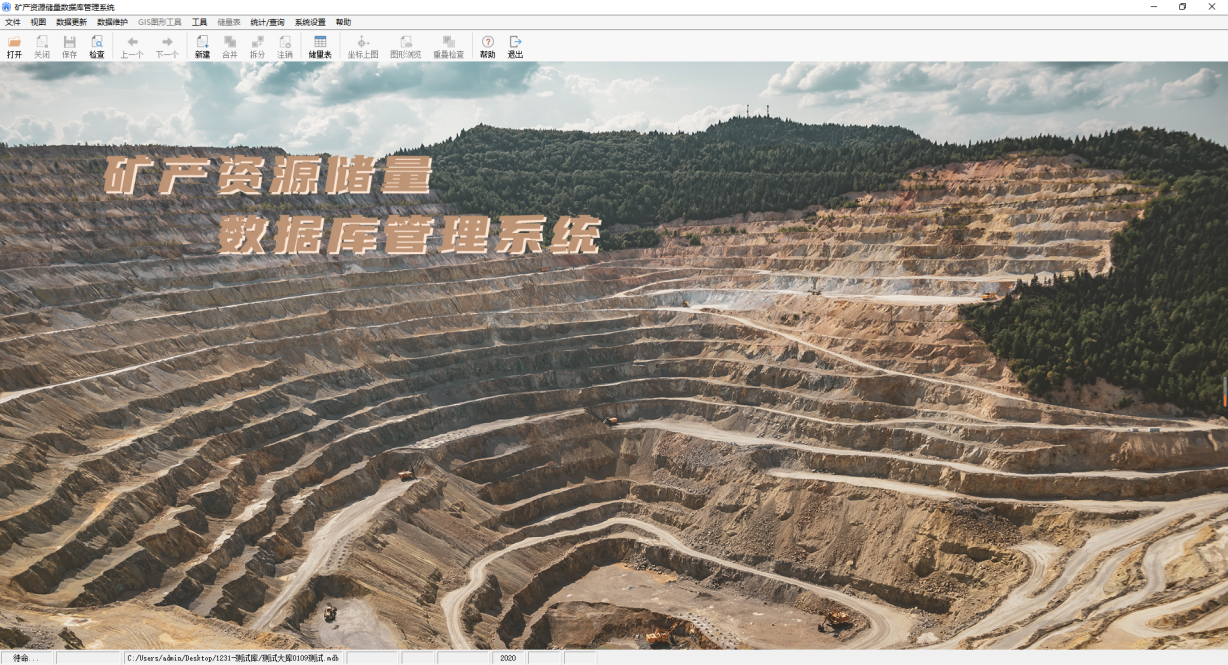 矿产资源储量数据库管理系统
文件 视图 数据更新 数据维护 GIS图形工具 工具 储量表 统计/查询 系统设置 帮助
打开 关闭 保存 检查 上一个 下一个 新建 合并 拆分 注销 储量表 坐标上图 图形浏览 重叠检查 帮助 退出
矿产资源储量
数据库管理系统
待命... C:/Users/admin/Desktop/1231-测试库/测试大库0109测试.mdb 2020